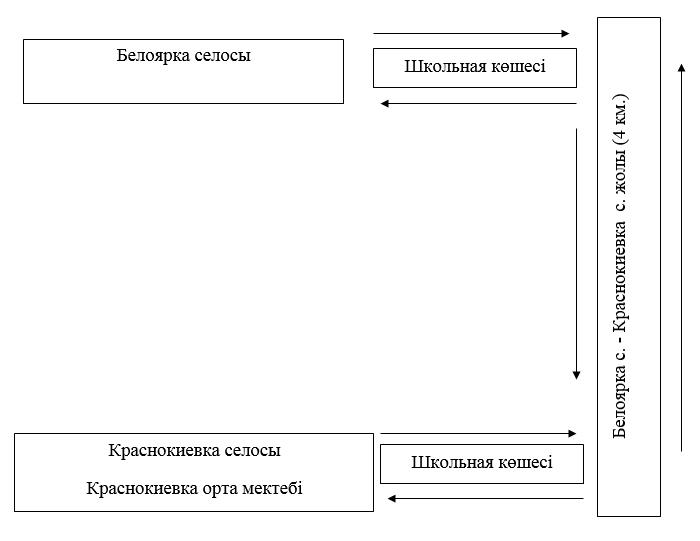 Белоярка селосы
Школьная көшесі
Белоярка с. - Краснокиевка с. жолы (4 км.)
Краснокиевка селосы
Краснокиевка орта мектебі
Школьная көшесі